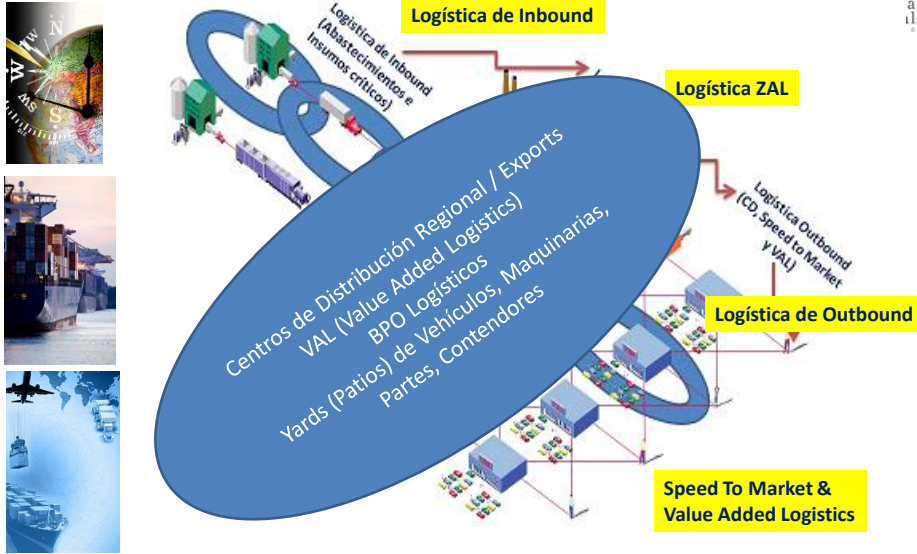 Logística de Inbound
Logistica de Inbound
(Abastecimientos e
Insumos críticos)
Logística ZAL
Centros de Distribución Regional / Exports
VAL (Value Added Logistics)
BPO Logísticos
Yards (Patios) de Vehículos, Maquinarias,
Partes, Contendores
Logística Outbound
(CD, Speed to Market
y VAL)
Logística de Outbound
Speed To Market &
Value Added Logistics
N
W
W
SW
S